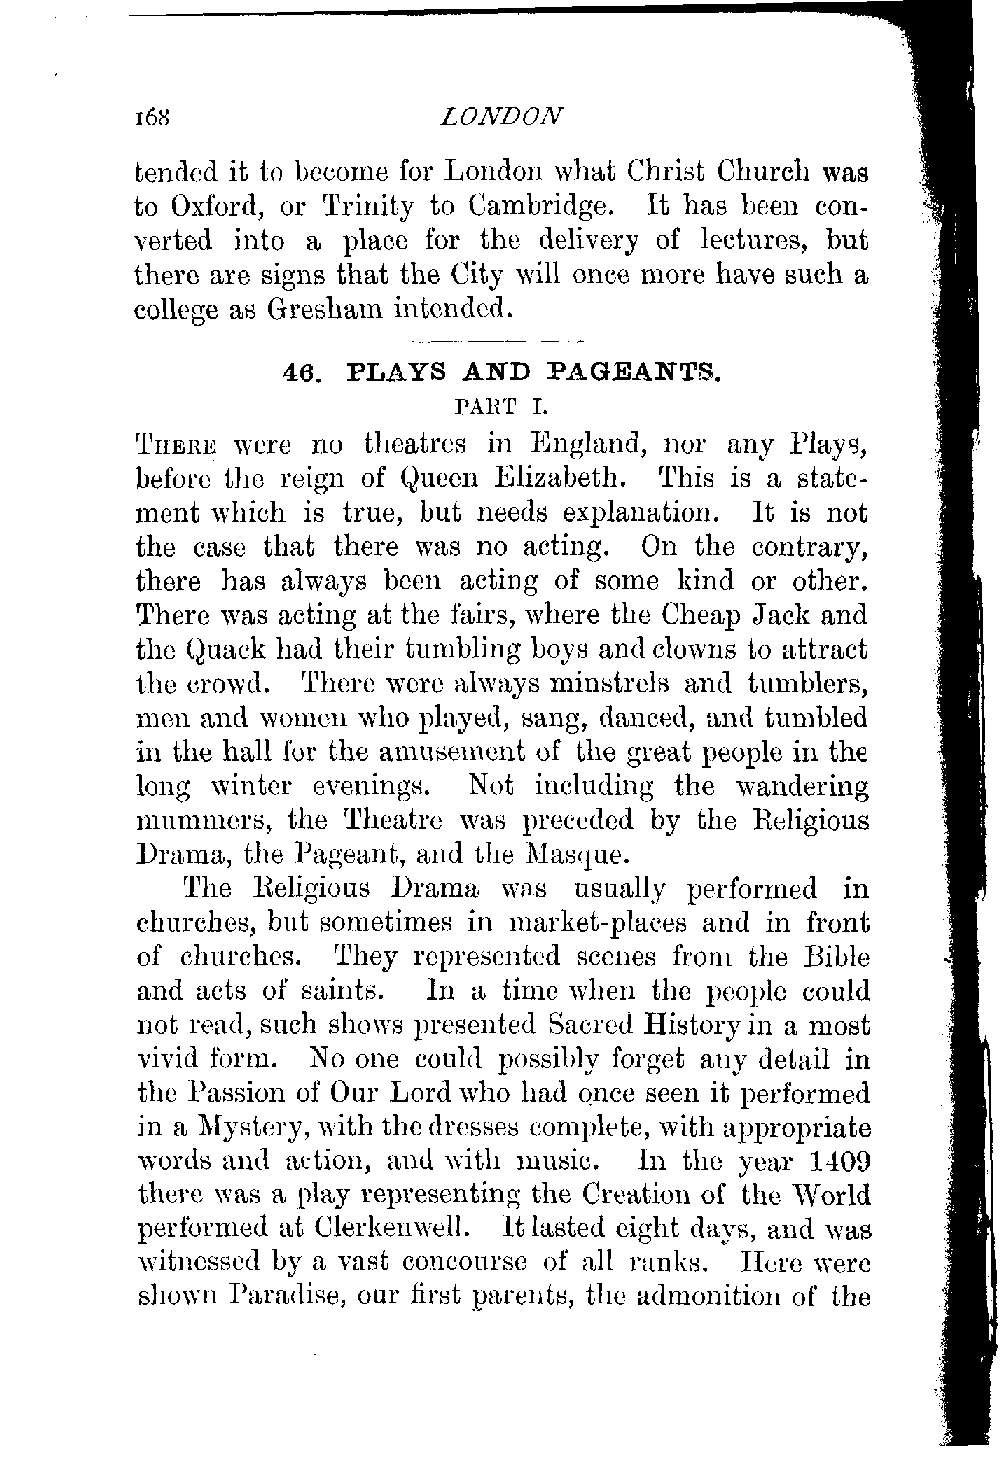 168 LONDON
tended it to become for London what Christ Church was
to Oxford, or Trinity to Cambridge. It has been con-
verted into a place for the delivery of lectures, but
there are signs that the City will once more have such a
college as Gresham intended.
46. PLAYS AND PAGEANTS.
PART I.
THERE were no theatres in England, nor any Plays,
before the reign of Queen Elizabeth. This is a state-
ment which is true, but needs explanation. It is not
the case that there was no acting. On the contrary,
there has always been acting of some kind or other.
There was acting at the fairs, where the Cheap Jack and
the Quack had their tumbling boys and clowns to attract
the crowd. There were always minstrels and tumblers,
men and women who played, sang, danced, and tumbled
in the hall for the amusement of the great people in the
long winter evenings. Not including the wandering
mummers, the Theatre was preceded by the Religious
Drama, the Pageant, and the Masque.
The Religious Drama was usually performed in
churches, but sometimes in market-places and in front
of churches. They represented scenes from the Bible
and acts of saints. In a time when the people could
not read, such shows presented Sacred History in a most
vivid form. No one could possibly forget any detail in
the Passion of Our Lord who had once seen it performed
in a Mystery, with the dresses complete, with appropriate
words and action, and with music. In the year 1409
there was a play representing the Creation of the World
performed at Clerkenwell. It lasted eight days, and was
witnessed by a vast concourse of all ranks. Here were
shown Paradise, our first parents, the admonition of the